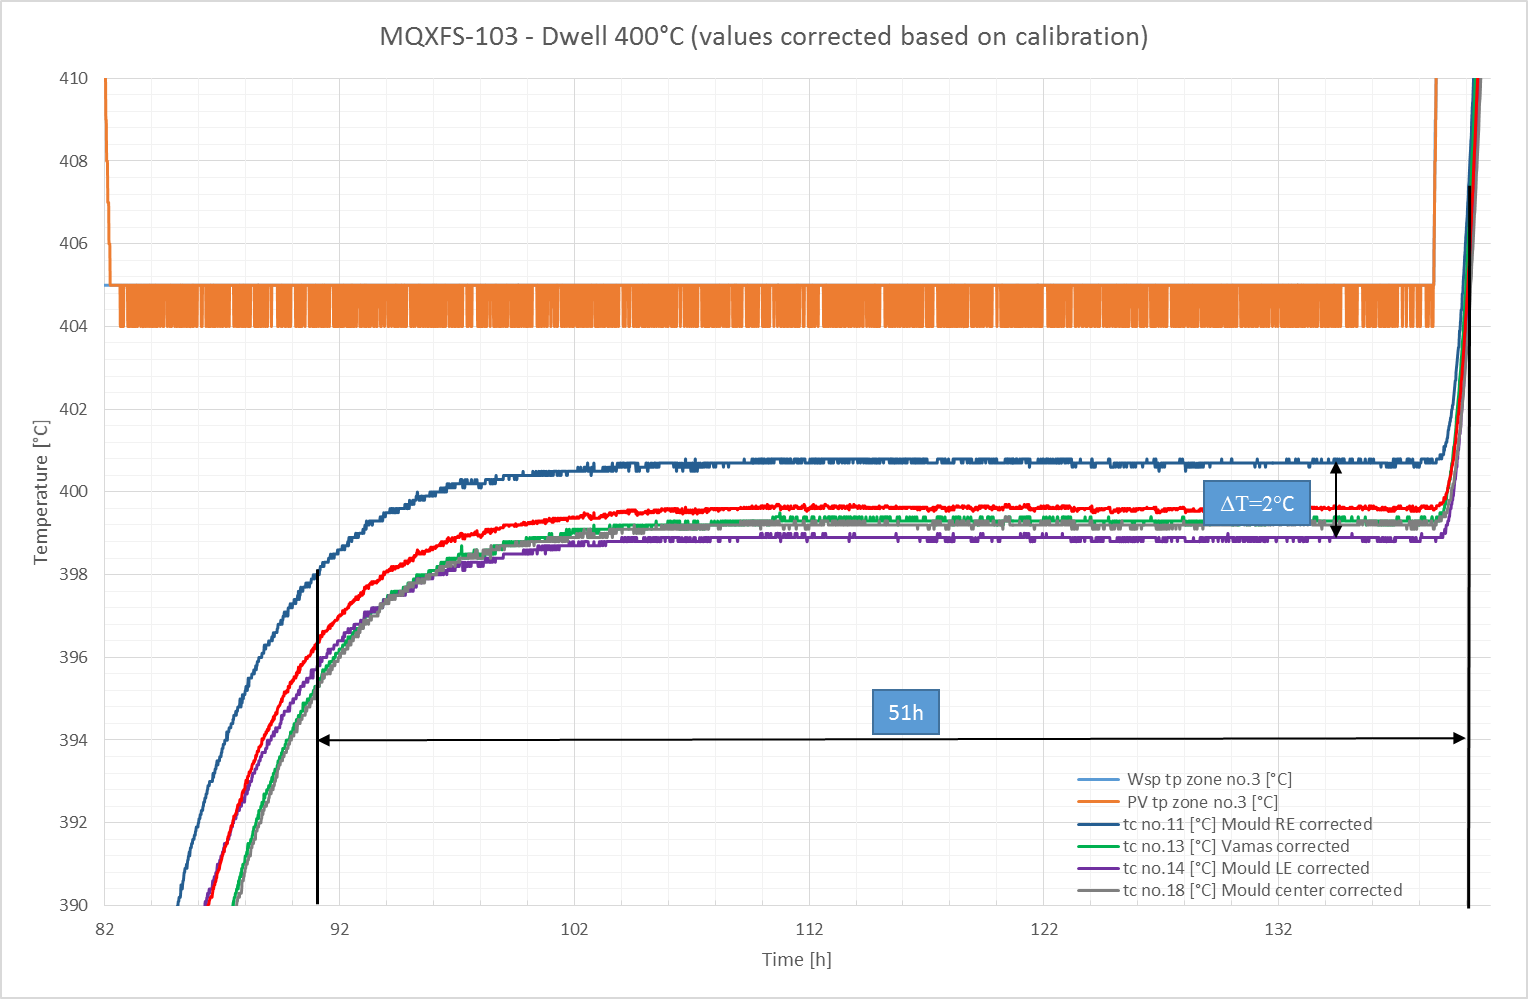 MQXFS-103 - Dwell 400°C (values corrected based on calibration)
410
408
406
404
402
400
398
396
394
392
390
Temperature [°C]
ΔT=2°C
51h
Wsp tp zone no.3 [°C]
PV tp zone no.3 [°C]
tc no.11 [°C] Mould RE corrected
tc no.13 [°C] Vamas corrected
tc no.14 [°C] Mould LE corrected
tc no.18 [°C] Mould center corrected
82
92
102
112
122
132
Time [h]